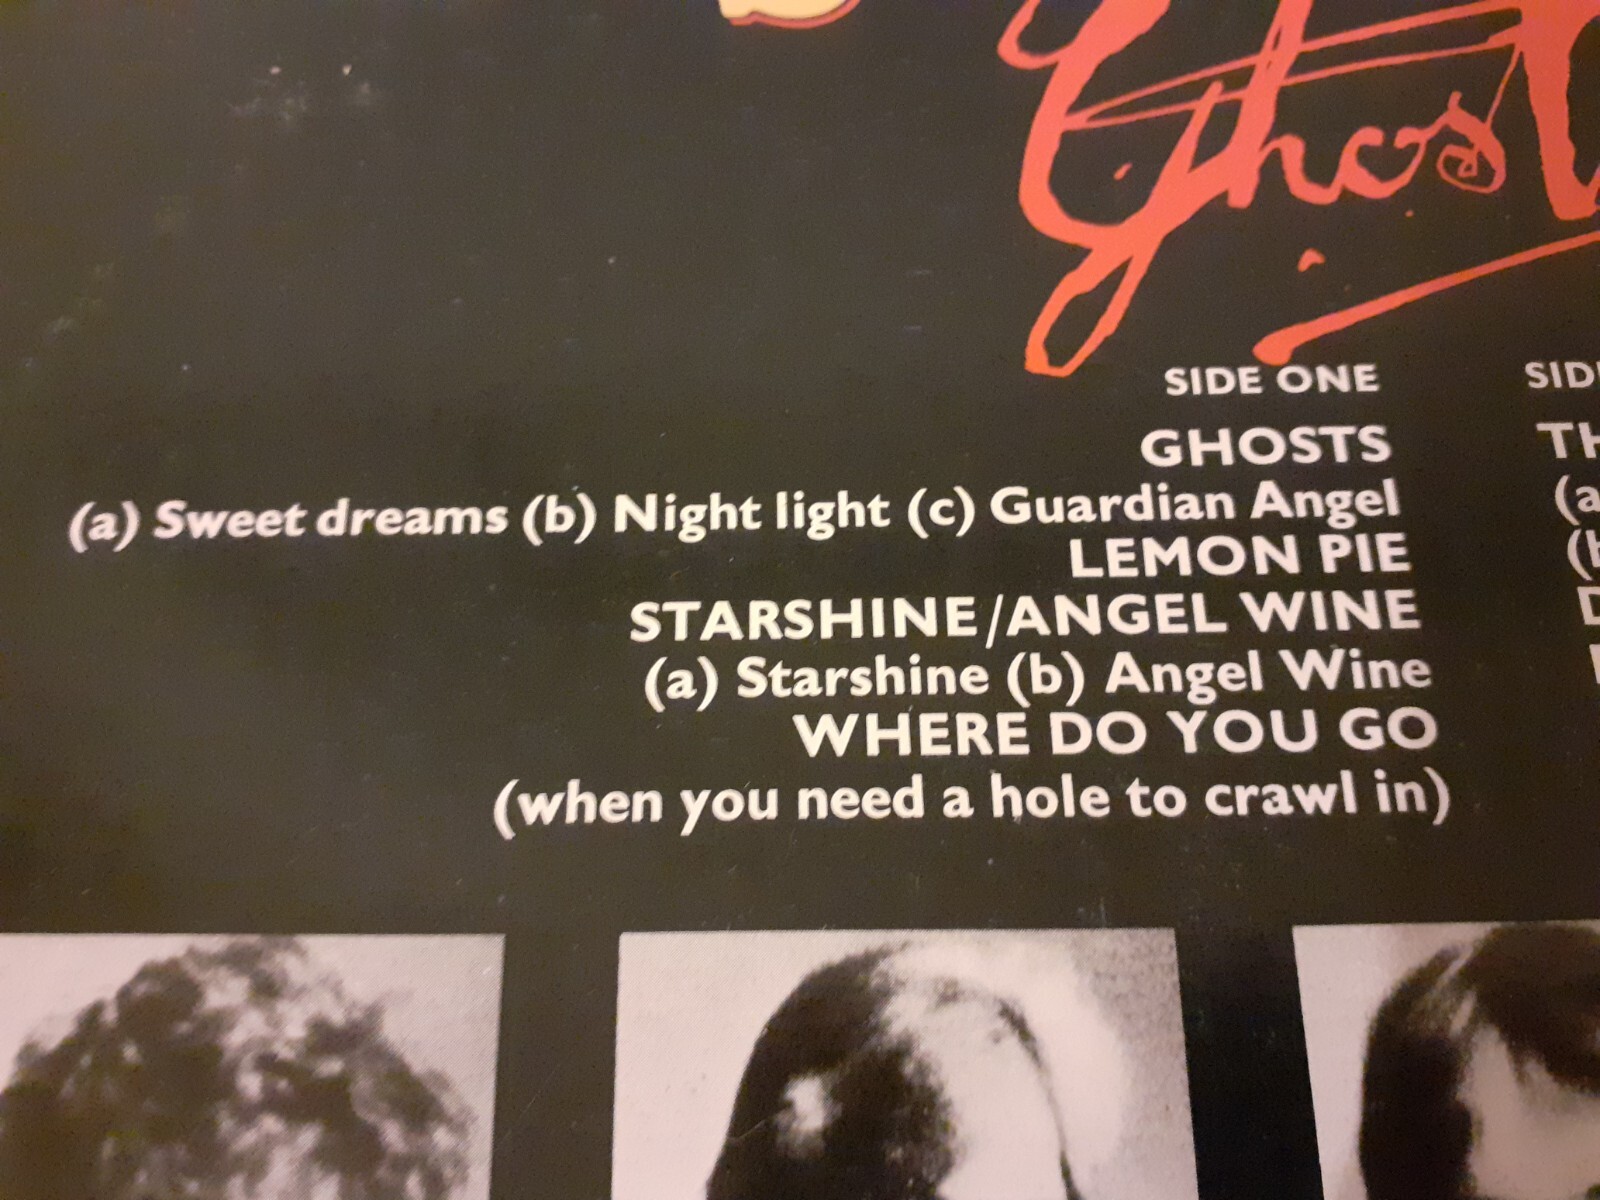 Ghosts
SIDE ONE
GHOSTS
(a) Sweet dreams (b) Night light (c) Guardian Angel
LEMON PIE
STARSHINE/ANGEL WINE
(a) Starshine (b) Angel Wine
WHERE DO YOU GO
(when you need a hole to crawl in)